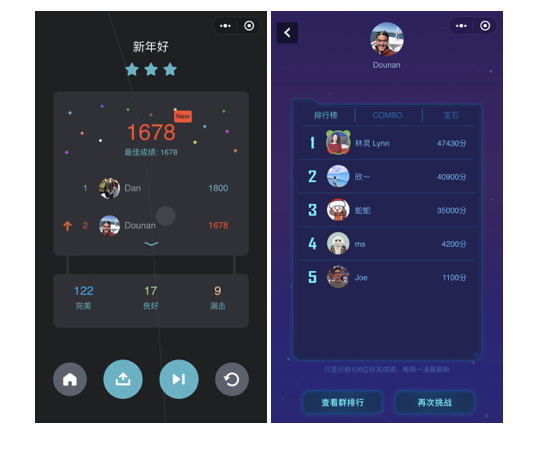 新年好
New
1678
最佳成绩: 1678
1 Dan 1800
2 Dounan 1678
122 17 9
完美 良好 漏击
Dounan
排行榜 COMBO 宝石
1 林灵 Lynn 47430分
2 欣～ 40900分
3 蛇蛇 35000分
4 ms 4200分
5 Joe 1100分
只显示前100位好友成绩，每周一凌晨刷新
查看群排行 再次挑战